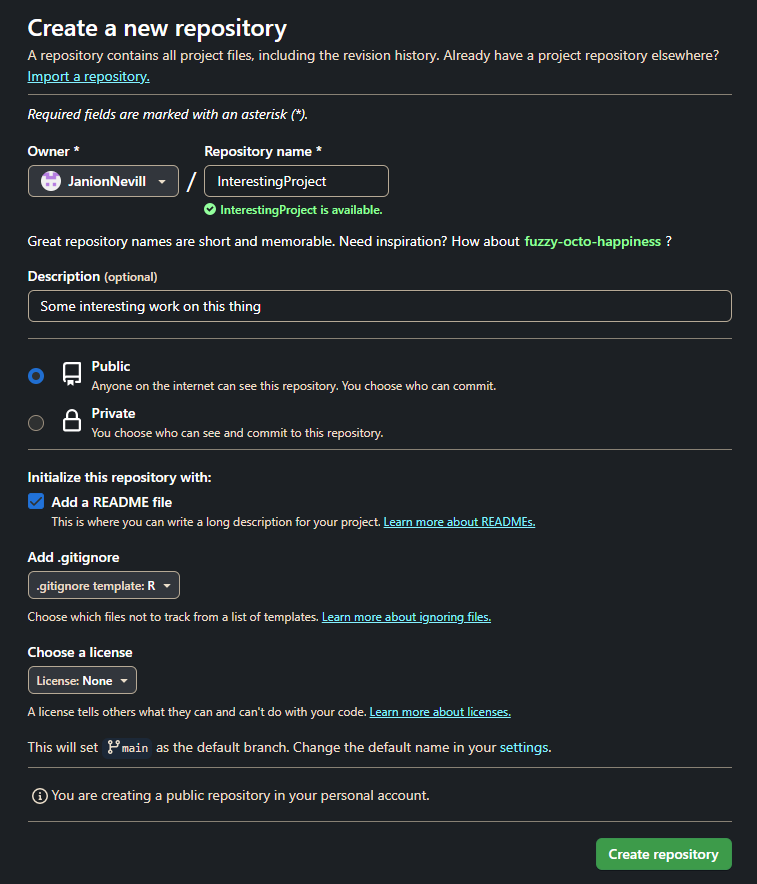 Create a new repository
A repository contains all project files, including the revision history. Already have a project repository elsewhere?
Import a repository.
Required fields are marked with an asterisk (*).
Owner * Repository name *
JanionNevill / InterestingProject
InterestingProject is available.
Great repository names are short and memorable. Need inspiration? How about fuzzy-octo-happiness ?
Description (optional)
Some interesting work on this thing
Public
Anyone on the internet can see this repository. You choose who can commit.
Private
You choose who can see and commit to this repository.
Initialize this repository with:
Add a README file
This is where you can write a long description for your project. Learn more about READMEs.
Add .gitignore
.gitignore template: R
Choose which files not to track from a list of templates. Learn more about ignoring files.
Choose a license
License: None
A license tells others what they can and can't do with your code. Learn more about licenses.
This will set main as the default branch. Change the default name in your settings.
You are creating a public repository in your personal account.
Create repository